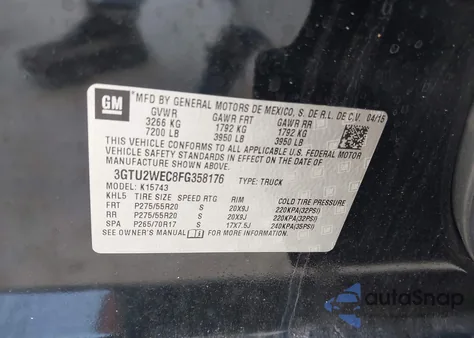 GM
MFD BY GENERAL MOTORS DE MEXICO, S. DE R.L. DE C.V. 04/15
GVWR GAWR FRT GAWR RR
3266 KG 1792 KG 1792 KG
7200 LB 3950 LB 3950 LB
THIS VEHICLE CONFORMS TO ALL APPLICABLE U.S. FEDERAL MOTOR
VEHICLE SAFETY
THEFT PREVENTION STANDARDS IN EFFECT ON
THE DATE OF MANUFACTURE SHOWN ABOVE.
3GTU2WEC8FG358176 TYPE: TRUCK
MODEL: K15743
KHL5 TIRE SIZE SPEED RTG RIM COLD TIRE PRESSURE
FRT P275/55R20 S 20X9J 220KPA(32PSI)
RR P275/55R20 S 20X9J 220KPA(32PSI)
SPA P265/70R17 S 17X7.5J 240KPA(35PSI)
SEE OWNER'S MANUAL FOR MORE INFORMATION.
autoSnap